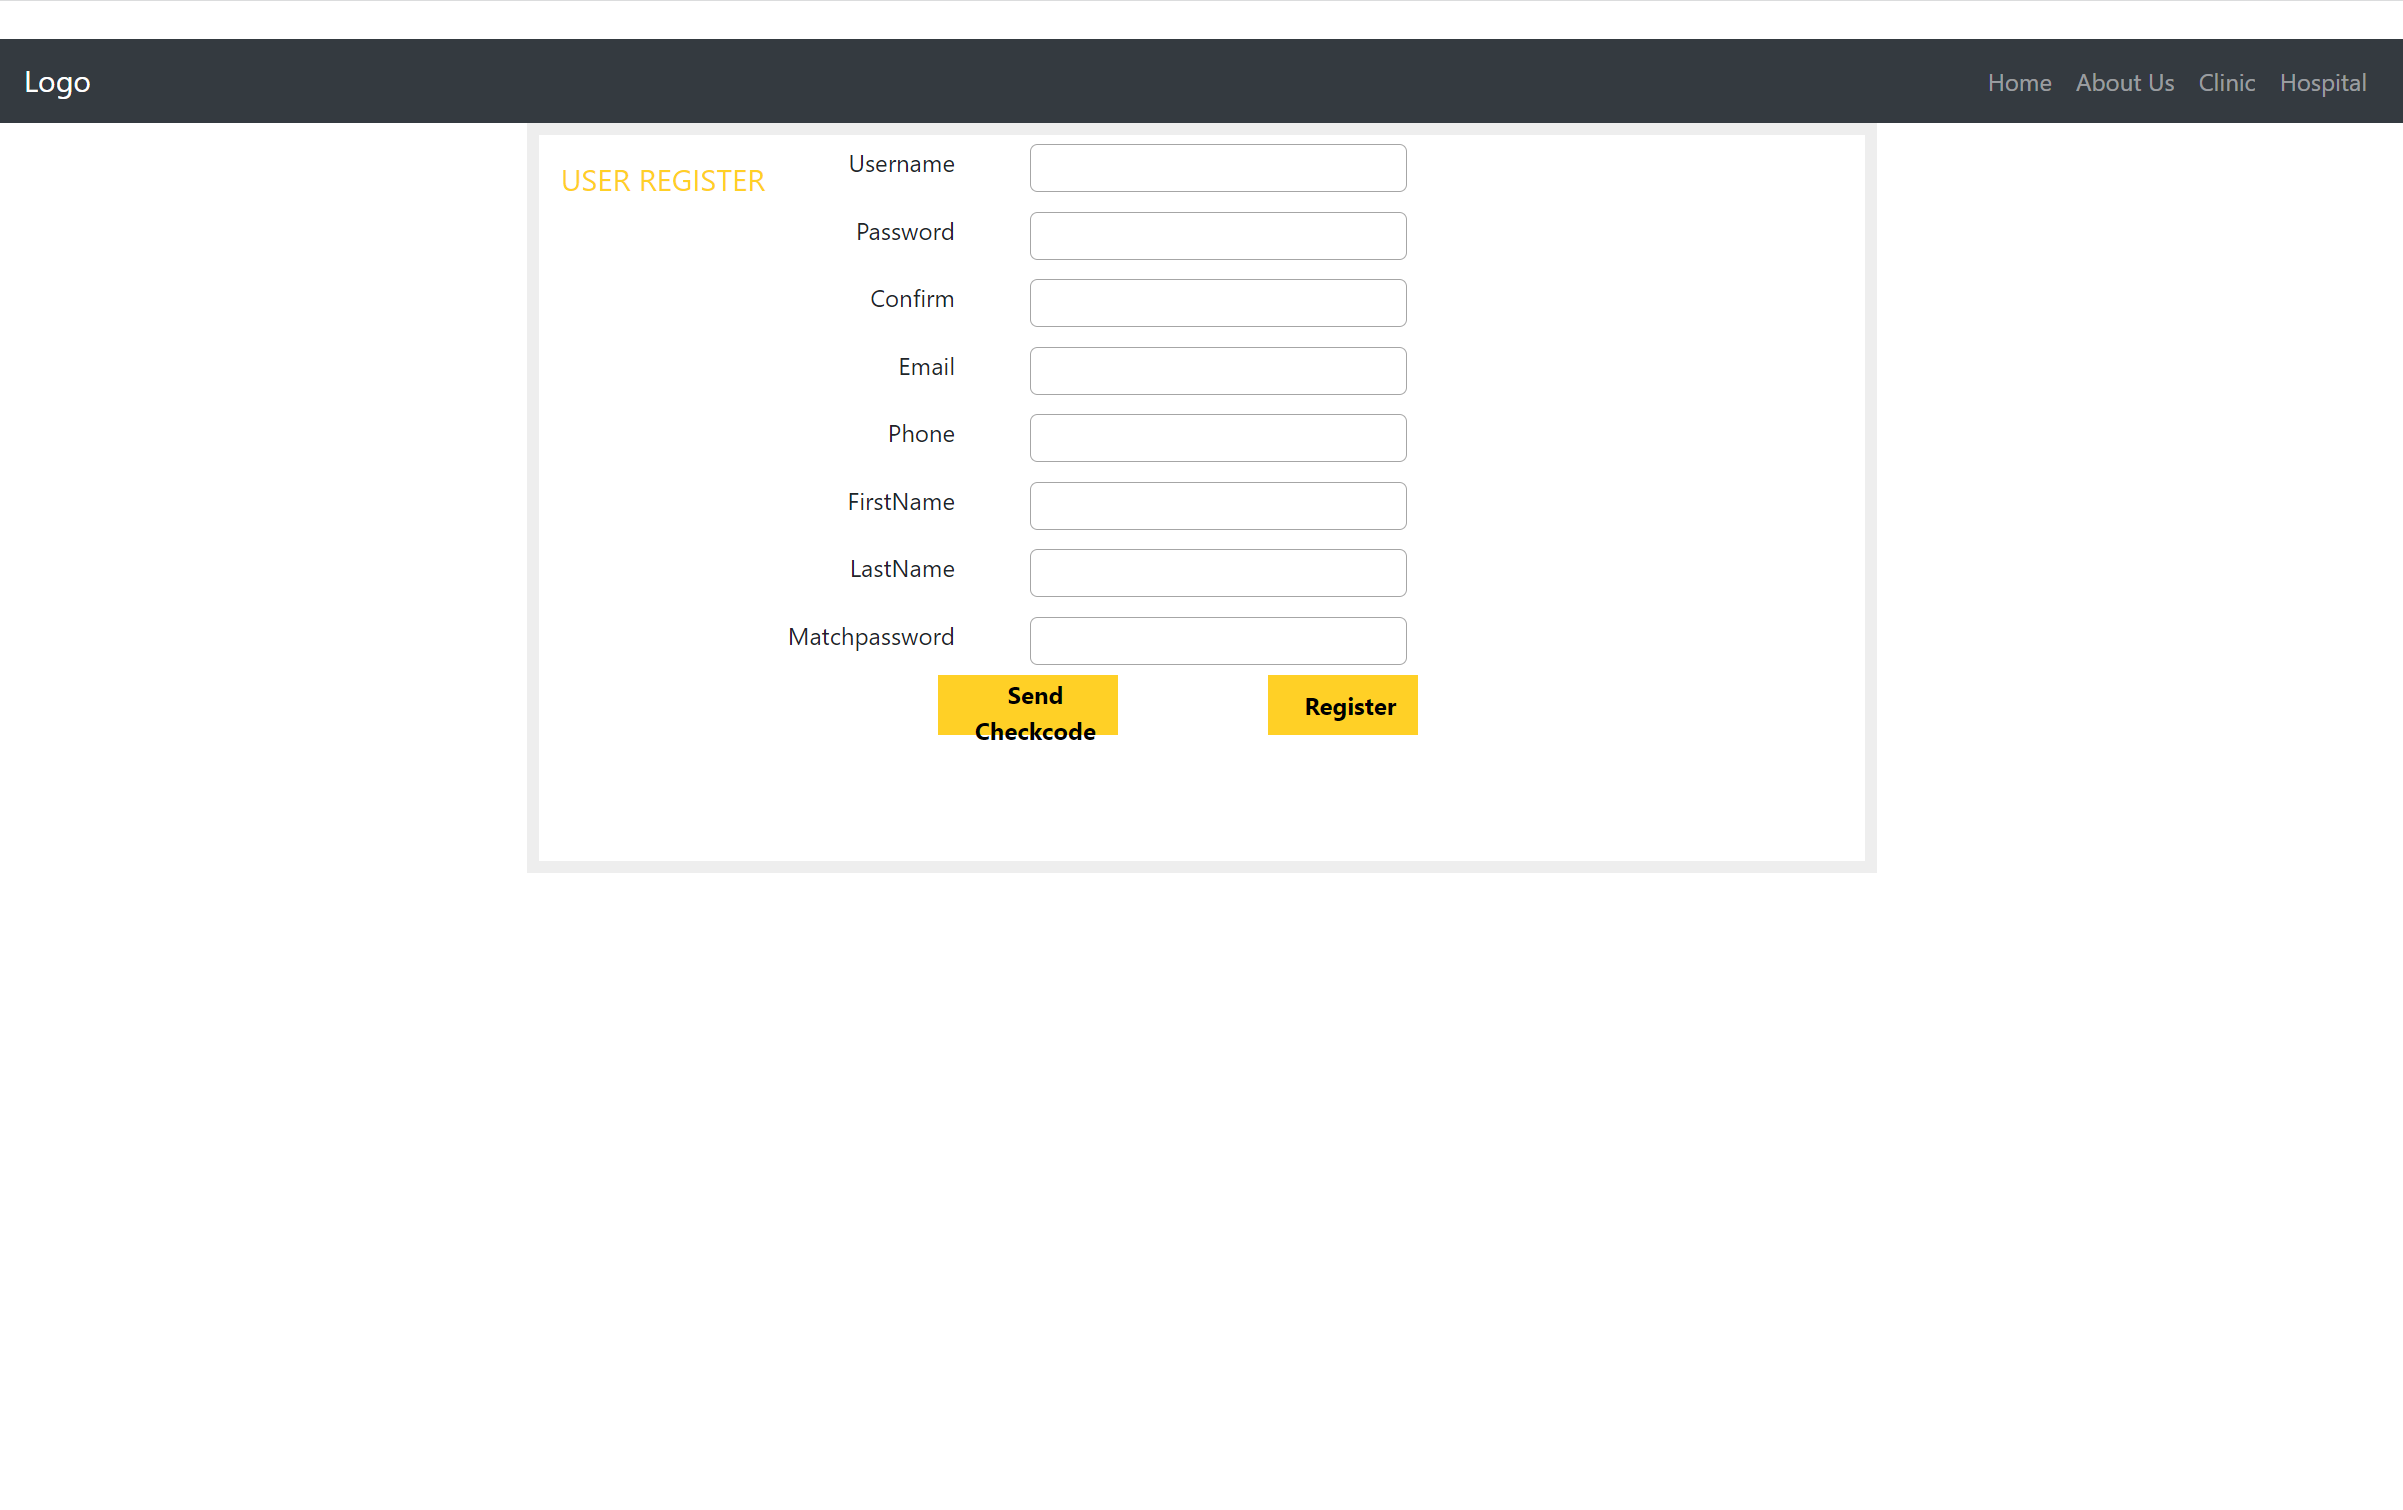 Logo
Home About Us Clinic Hospital
USER REGISTER
Username
Password
Confirm
Email
Phone
FirstName
LastName
Matchpassword
Send
Checkcode
Register